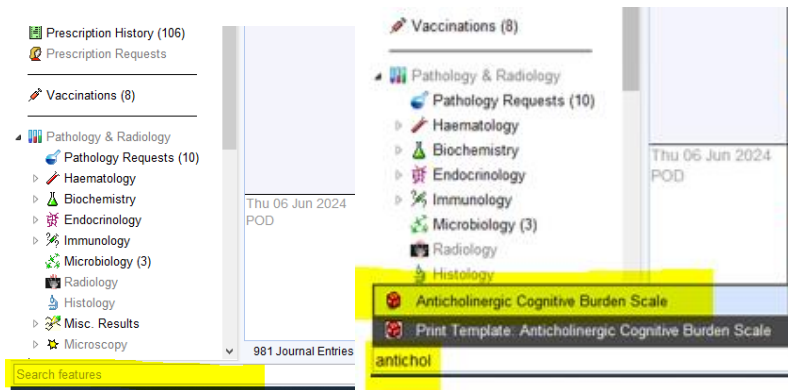 Prescription History (106)
Prescription Requests
Vaccinations (8)
Pathology & Radiology
Pathology Requests (10)
Haematology
Biochemistry
Endocrinology
Immunology
Microbiology (3)
Radiology
Histology
Misc. Results
Microscopy
Search features
Thu 06 Jun 2024
POD
981 Journal Entries
Vaccinations (8)
Pathology & Radiology
Pathology Requests (10)
Haematology
Biochemistry
Endocrinology
Immunology
Microbiology (3)
Radiology
Histology
Thu 06 Jun 2024
POD
Anticholinergic Cognitive Burden Scale
Print Template: Anticholinergic Cognitive Burden Scale
antichol